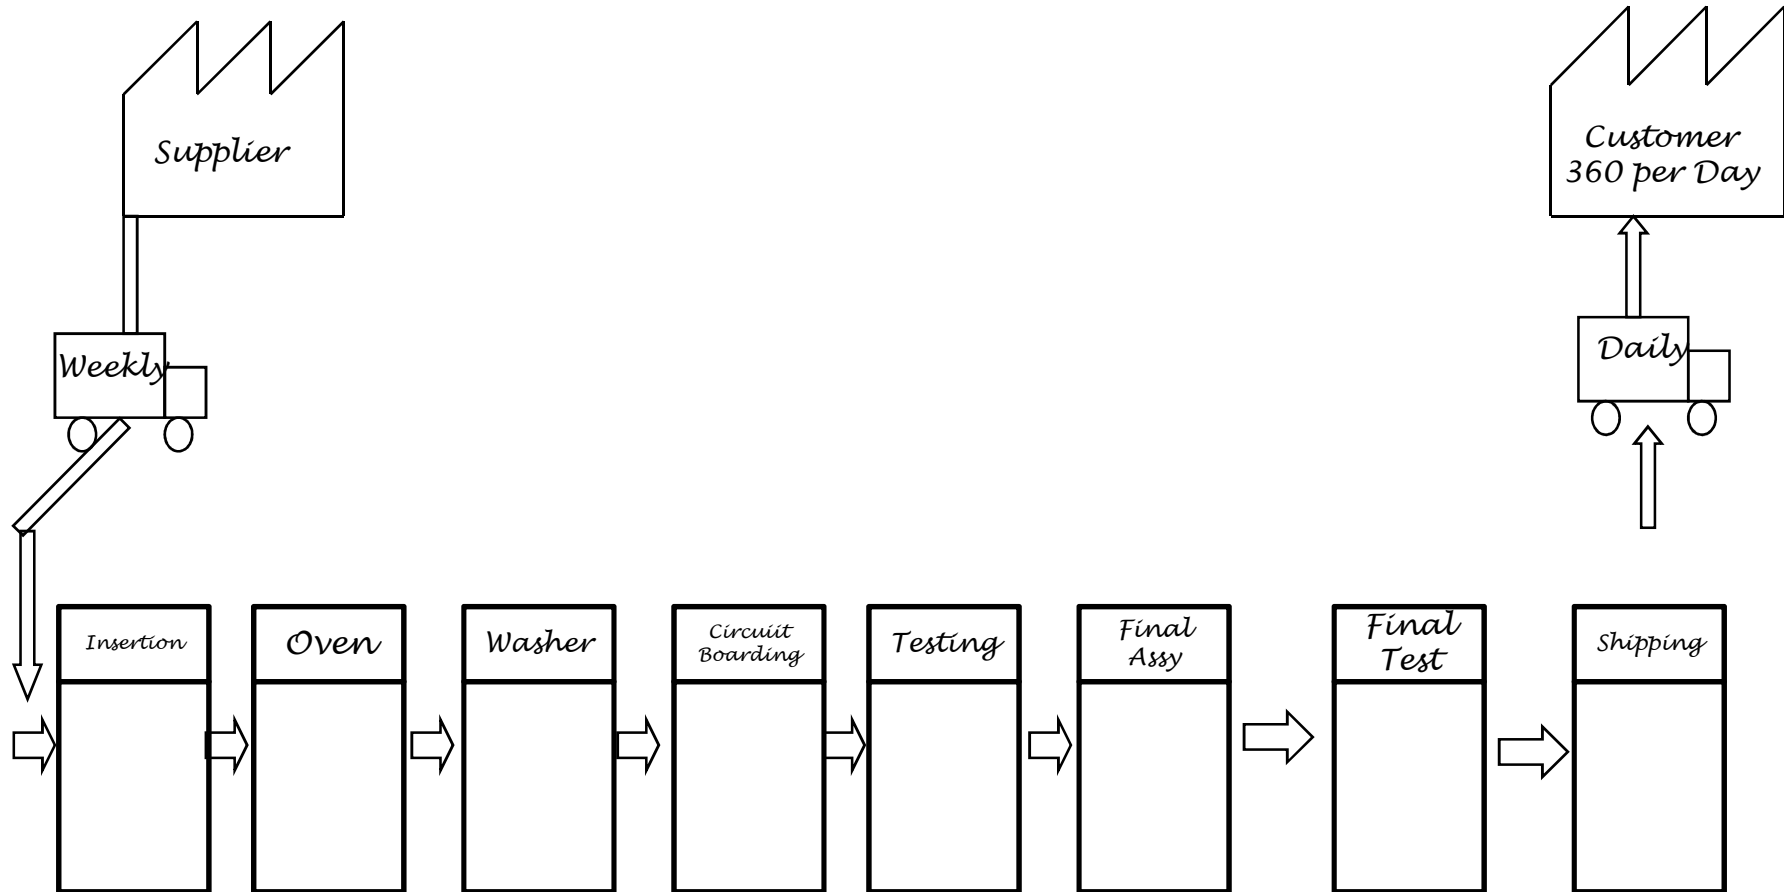 Supplier
Customer
360 per Day
Weekly
Daily
Insertion
Oven
Washer
Circuiit
Boarding
Testing
Final
Assy
Final
Test
Shipping